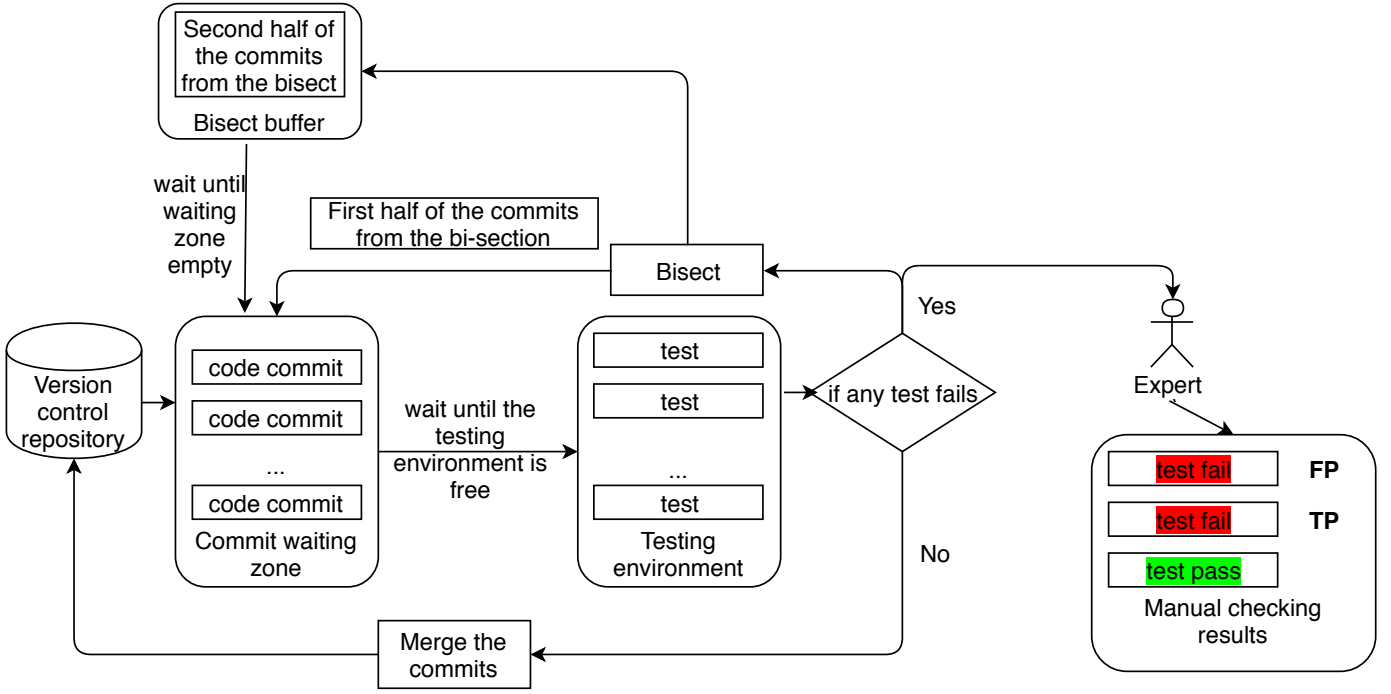 Second half of
the commits
from the bisect
Bisect buffer
wait until
waiting
zone
empty
First half of the commits
from the bi-section
Bisect
Yes
Version
control
repository
code commit
code commit
...
code commit
Commit waiting
zone
wait until the
testing
environment is
free
test
test
...
test
Testing
environment
if any test fails
No
Merge the
commits
Expert
test fail FP
test fail TP
test pass
Manual checking
results